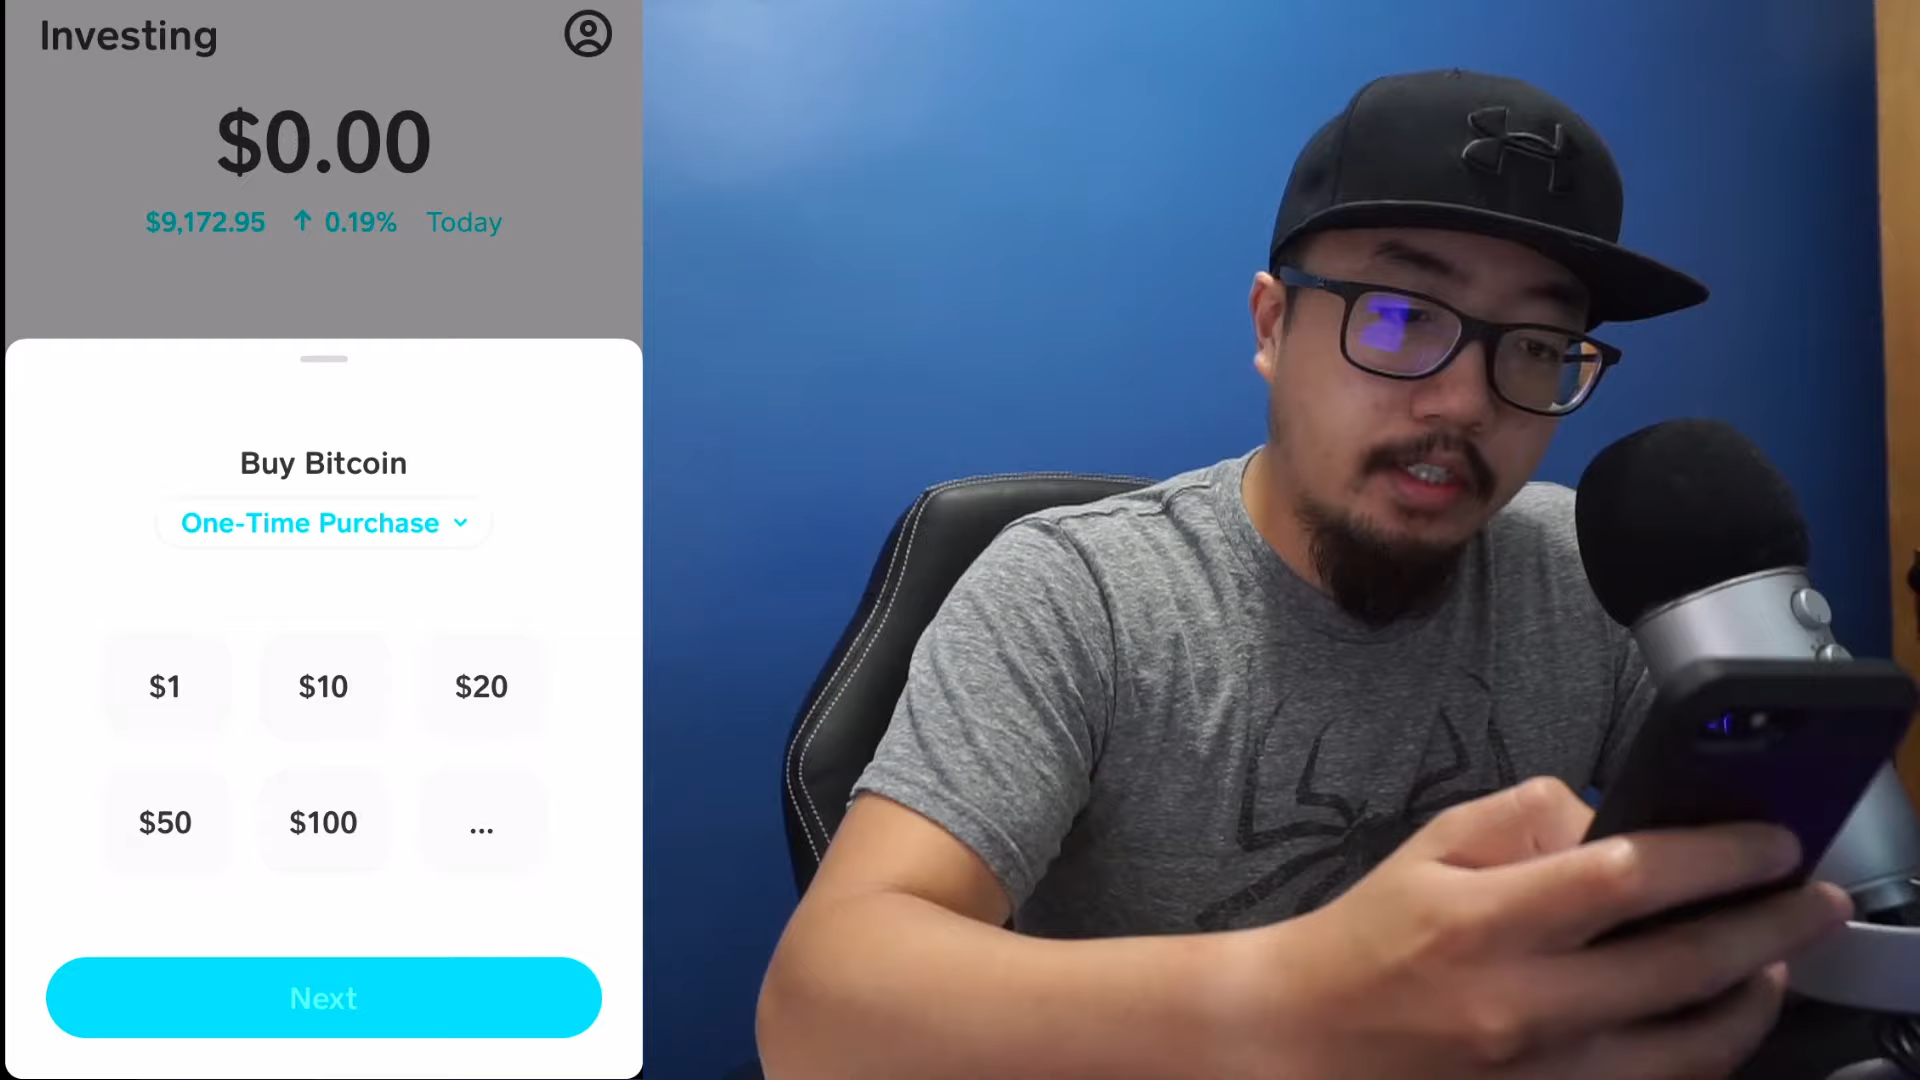 Investing
$0.00
$9,172.95 ↑ 0.19% Today
Buy Bitcoin
One-Time Purchase
$1
$10
$20
$50
$100
...
Next